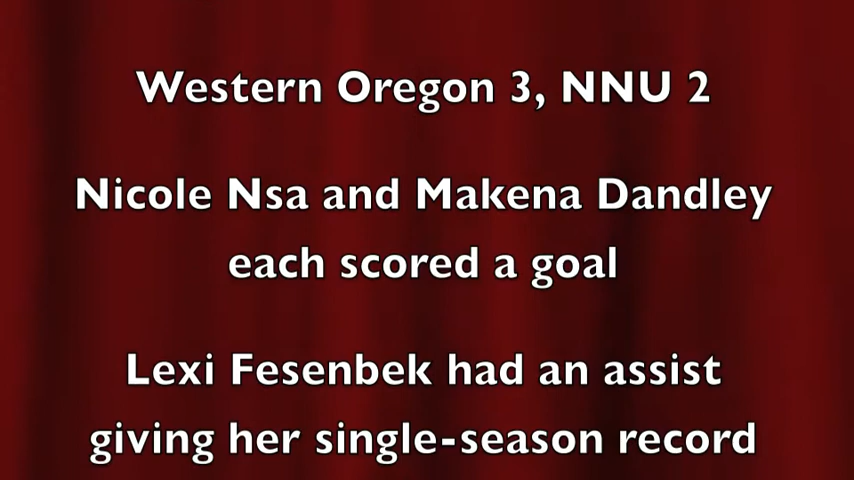 Western Oregon 3, NNU 2
Nicole Nsa and Makena Dandley
each scored a goal
Lexi Fesenbek had an assist
giving her single-season record